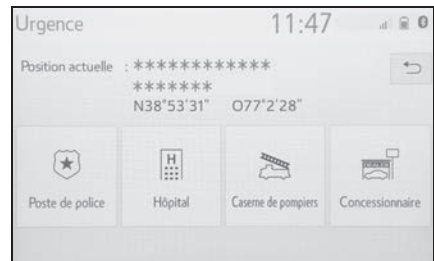 Urgence 11:47
Position actuelle : ************
*******
N38°53'31" O77°2'28"
H
DEALER
Poste de police Hôpital Caserne de pompiers Concessionnaire